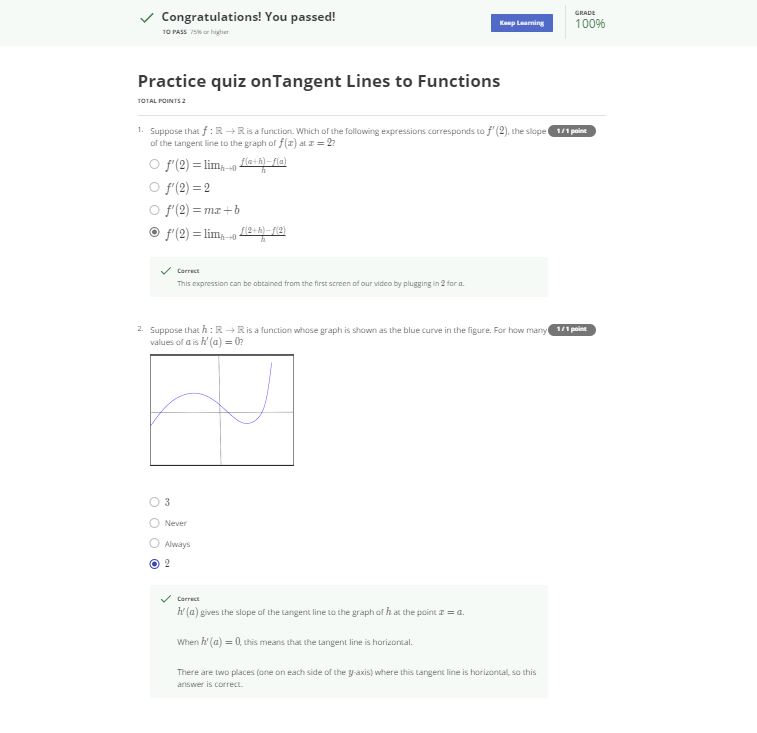 Congratulations! You passed!
TO PASS 75% or higher
Keep Learning
GRADE
100%
Practice quiz onTangent Lines to Functions
TOTAL POINTS 2
1. Suppose that f : ℝ → ℝ is a function. Which of the following expressions corresponds to f′(2), the slope
of the tangent line to the graph of f(x) at x = 2?
1 / 1 point
f′(2) = lim_{h→0} \frac{f(a+h)−f(a)}{h}
f′(2) = 2
f′(2) = mx + b
f′(2) = lim_{h→0} \frac{f(2+h)−f(2)}{h}
Correct
This expression can be obtained from the first screen of our video by plugging in 2 for a.
2. Suppose that h : ℝ → ℝ is a function whose graph is shown as the blue curve in the figure. For how many
values of a is h′(a) = 0?
1 / 1 point
3
Never
Always
2
Correct
h′(a) gives the slope of the tangent line to the graph of h at the point x = a.
When h′(a) = 0, this means that the tangent line is horizontal.
There are two places (one on each side of the y-axis) where this tangent line is horizontal, so this
answer is correct.